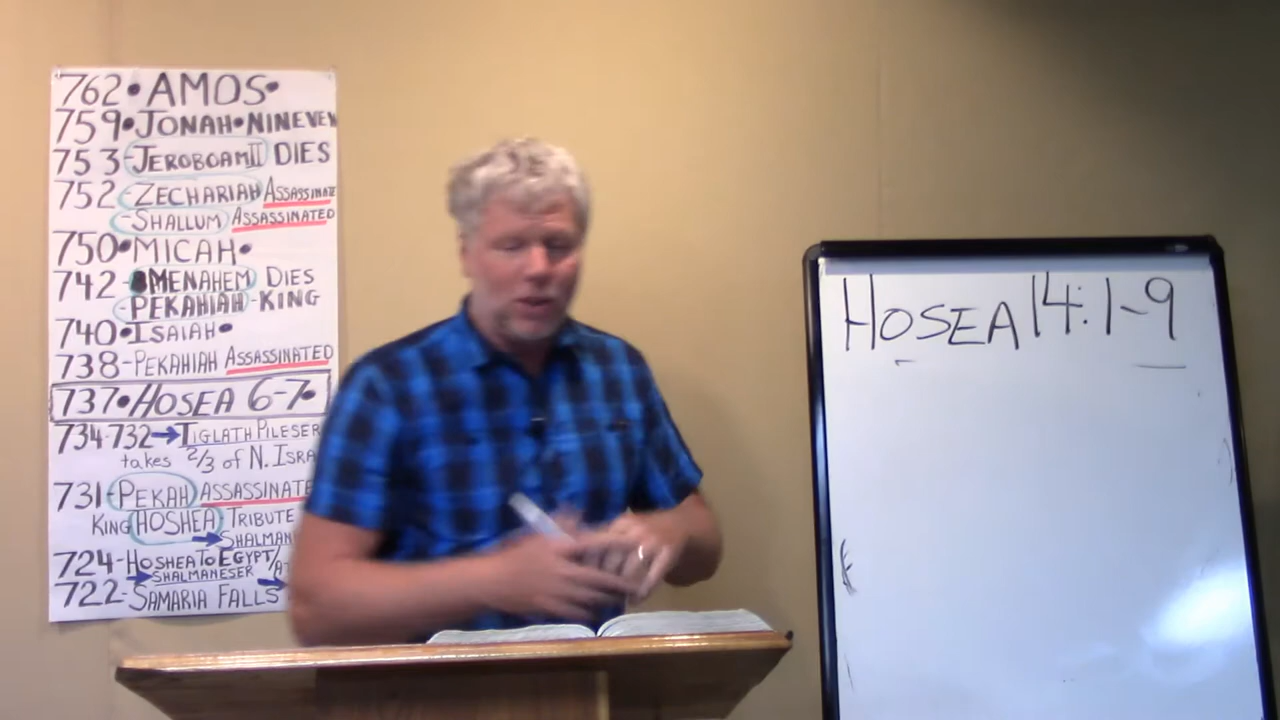 762•AMOS•
759•JONAH•NINEVEH
753-JEROBOAM II DIES
752-ZECHARIAH ASSASSINATE
-SHALLUM ASSASSINATED
750•MICAH•
742-MENAHEM DIES
-PEKAHIAH-KING
740•ISAIAH•
738-PEKAHIAH ASSASSINATED
737•HOSEA 6-7•
734-732→TIGLATH PILESER
takes 2/3 of N. ISRA
731-PEKAH ASSASSINATE
KING HOSHEA TRIBUTE
→SHALMAN
724-HOSHEA TO EGYPT/
→SHALMANESER →
722-SAMARIA FALLS
HOSEA 14:1-9